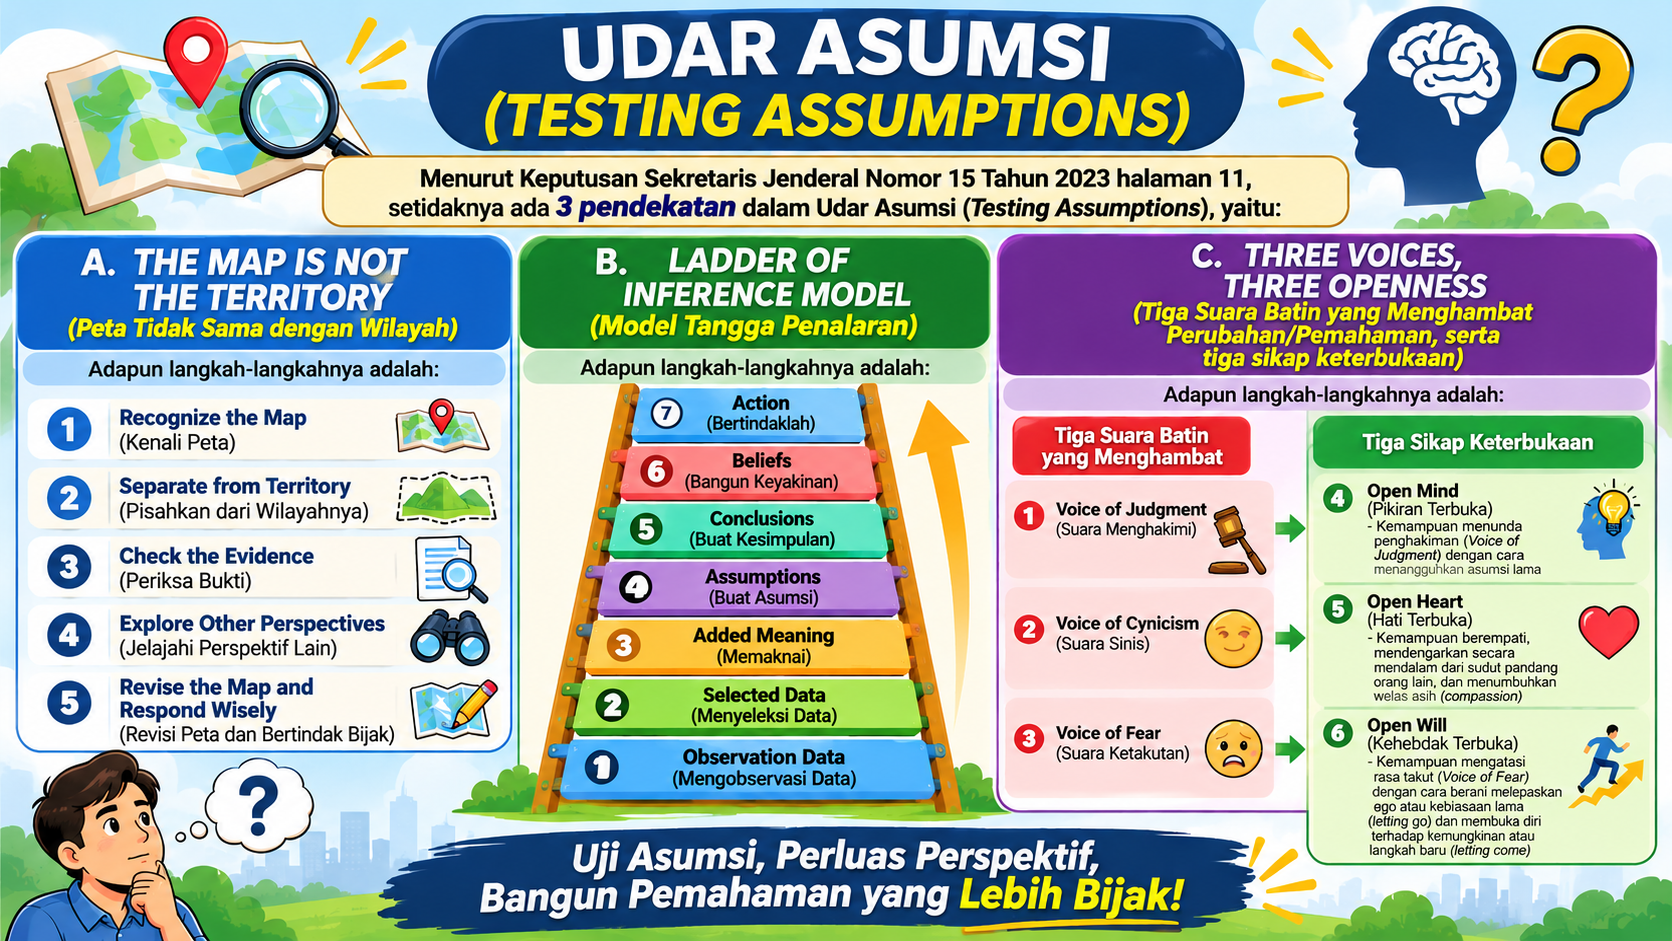 UDAR ASUMSI
(TESTING ASSUMPTIONS)
Menurut Keputusan Sekretaris Jenderal Nomor 15 Tahun 2023 halaman 11,
setidaknya ada 3 pendekatan dalam Udar Asumsi (Testing Assumptions), yaitu:
A. THE MAP IS NOT
THE TERRITORY
(Peta Tidak Sama dengan Wilayah)
Adapun langkah-langkahnya adalah:
1 Recognize the Map
(Kenali Peta)
2 Separate from Territory
(Pisahkan dari Wilayahnya)
3 Check the Evidence
(Periksa Bukti)
4 Explore Other Perspectives
(Jelajahi Perspektif Lain)
5 Revise the Map and
Respond Wisely
(Revisi Peta dan Bertindak Bijak)
?
B. LADDER OF
INFERENCE MODEL
(Model Tangga Penalaran)
Adapun langkah-langkahnya adalah:
7 Action
(Bertindaklah)
6 Beliefs
(Bangun Keyakinan)
5 Conclusions
(Buat Kesimpulan)
4 Assumptions
(Buat Asumsi)
3 Added Meaning
(Memaknai)
2 Selected Data
(Menyeleksi Data)
1 Observation Data
(Mengobservasi Data)
C. THREE VOICES,
THREE OPENNESS
(Tiga Suara Batin yang Menghambat
Perubahan/Pemahaman, serta
tiga sikap keterbukaan)
Adapun langkah-langkahnya adalah:
Tiga Suara Batin
yang Menghambat
1 Voice of Judgment
(Suara Menghakimi)
2 Voice of Cynicism
(Suara Sinis)
3 Voice of Fear
(Suara Ketakutan)
Tiga Sikap Keterbukaan
4 Open Mind
(Pikiran Terbuka)
- Kemampuan menunda
penghakiman (Voice of
Judgment) dengan cara
menangguhkan asumsi lama
5 Open Heart
(Hati Terbuka)
- Kemampuan berempati,
mendengarkan secara
mendalam dari sudut pandang
orang lain, dan menumbuhkan
welas asih (compassion)
6 Open Will
(Kehebdak Terbuka)
- Kemampuan mengatasi
rasa takut (Voice of Fear)
dengan cara berani melepaskan
ego atau kebiasaan lama
(letting go) dan membuka diri
terhadap kemungkinan atau
langkah baru (letting come)
Uji Asumsi, Perluas Perspektif,
Bangun Pemahaman yang Lebih Bijak!
?